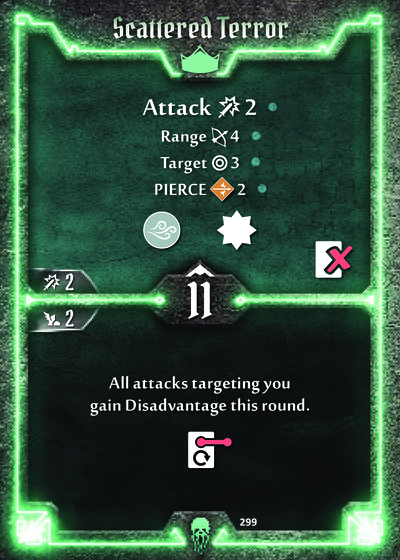 Scattered Terror
Attack 2
Range 4
Target 3
PIERCE 2
2
11
2
All attacks targeting you
gain Disadvantage this round.
299